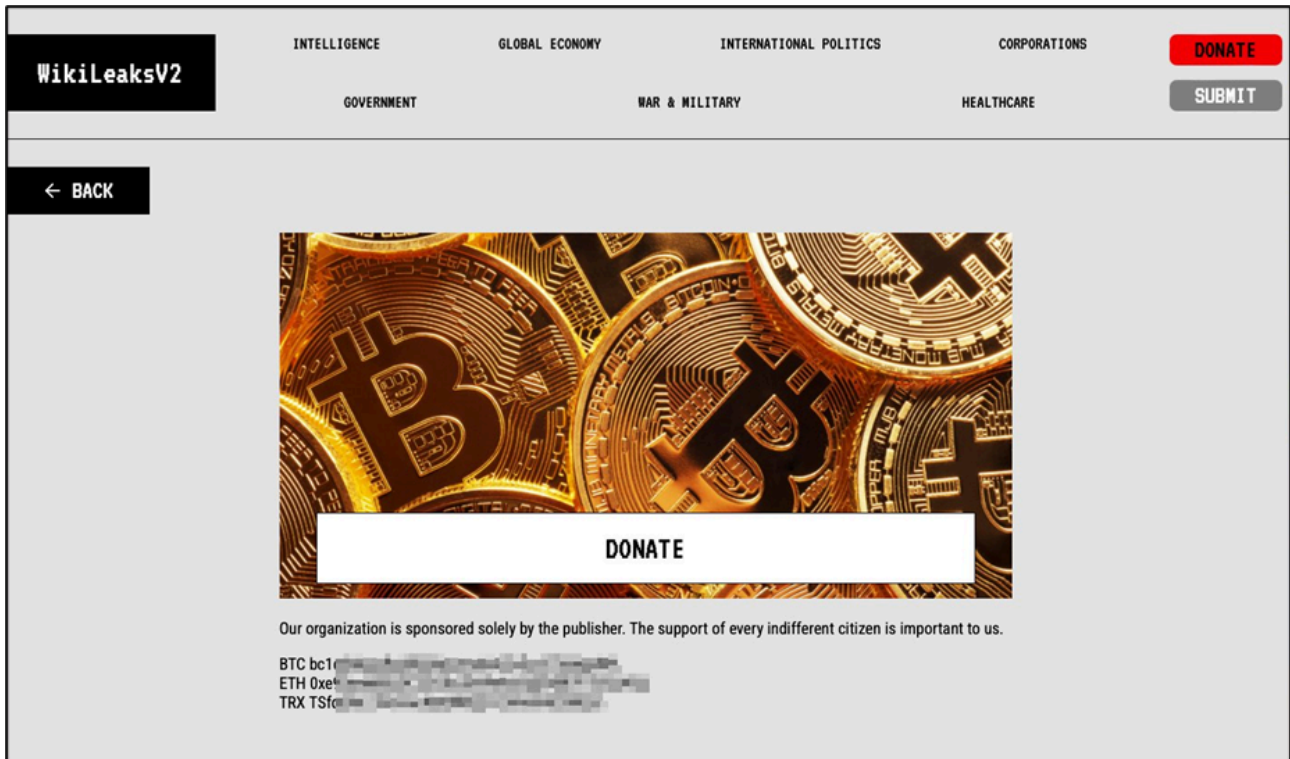 INTELLIGENCE GLOBAL ECONOMY INTERNATIONAL POLITICS CORPORATIONS DONATE
WikiLeaksV2
GOVERNMENT WAR & MILITARY HEALTHCARE SUBMIT
← BACK
DONATE
Our organization is sponsored solely by the publisher. The support of every indifferent citizen is important to us.
BTC bc1
ETH 0xe
TRX TSf